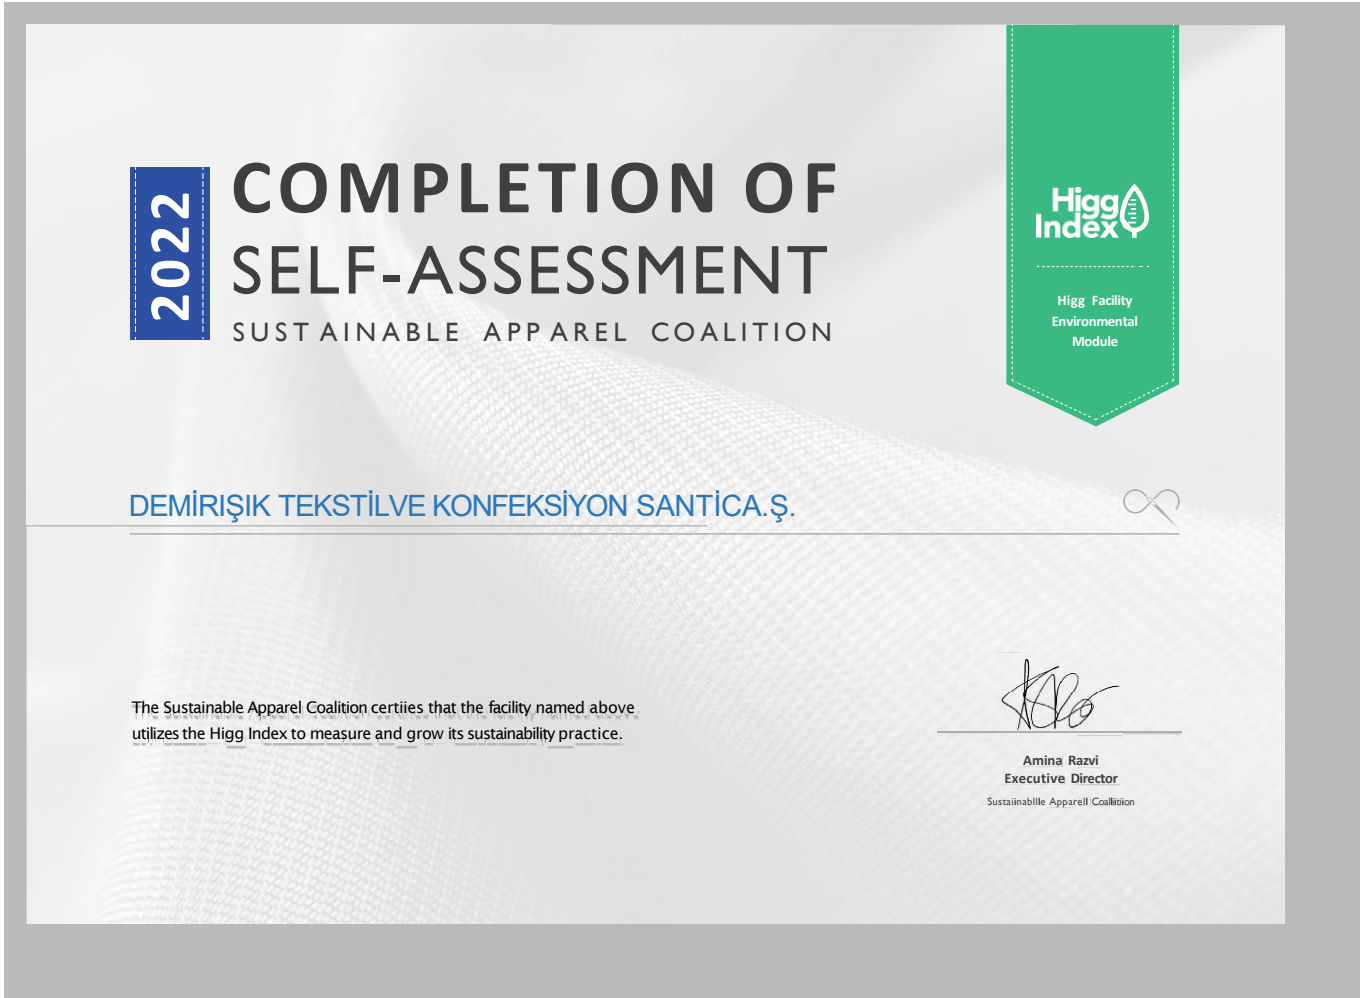 2022
COMPLETION OF
SELF-ASSESSMENT
SUSTAINABLE APPAREL COALITION
Higg
Index
Higg Facility
Environmental
Module
DEMİRIŞIK TEKSTİLVE KONFEKSİYON SANTİCA.Ş.
The Sustainable Apparel Coalition certiies that the facility named above
utilizes the Higg Index to measure and grow its sustainability practice.
Amina Razvi
Executive Director
Sustaiinablle Apparell Coalliitiion